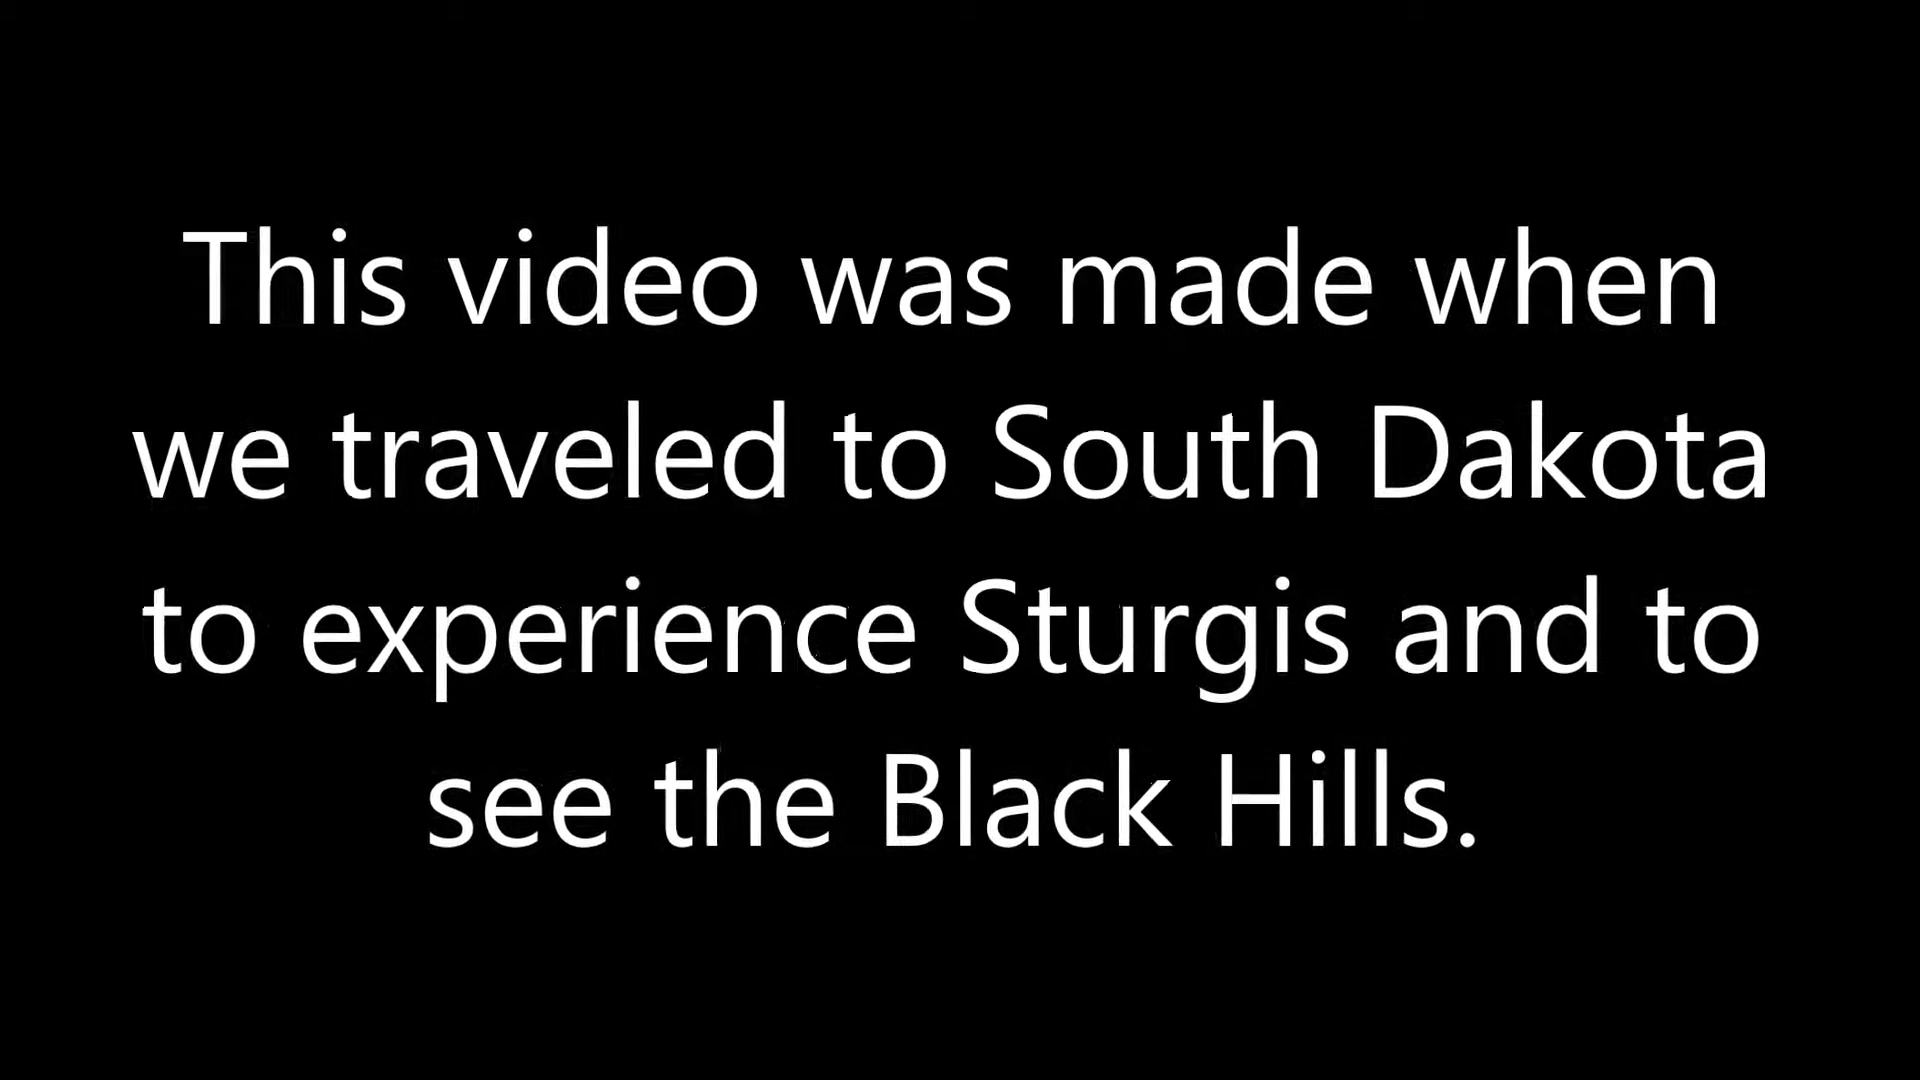 This video was made when
we traveled to South Dakota
to experience Sturgis and to
see the Black Hills.